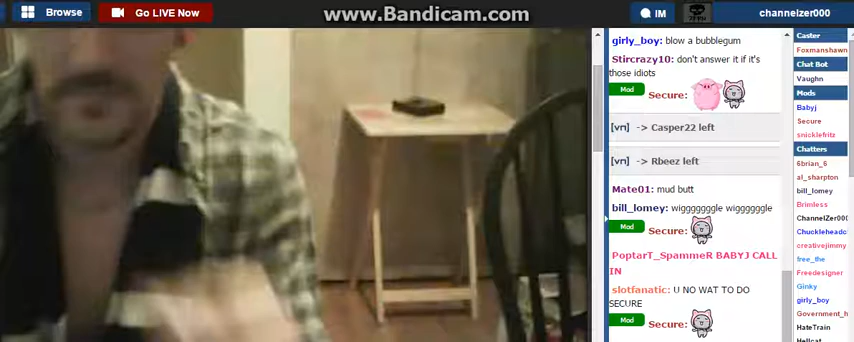 Browse
Go LIVE Now
www.Bandicam.com
IM
channelzer000
girly_boy: blow a bubblegum
Stircrazy10: don't answer it if it's
those idiots
Mod Secure:
[vn] -> Casper22 left
[vn] -> Rbeez left
Mate01: mud butt
bill_lomey: wigggggggle wiggggggle
Mod Secure:
PoptarT_SpammeR BABYJ CALL
IN
slotfanatic: U NO WAT TO DO
SECURE
Mod Secure:
Caster
Foxmanshawn
Chat Bot
Vaughn
Mods
Babyj
Secure
snicklefritz
Chatters
6brian_6
al_sharpton
bill_lomey
Brimless
ChannelZer000
Chuckleheadc
creativejimmy
free_the
Freedesigner
Ginky
girly_boy
Government_h
HateTrain
Hellcat